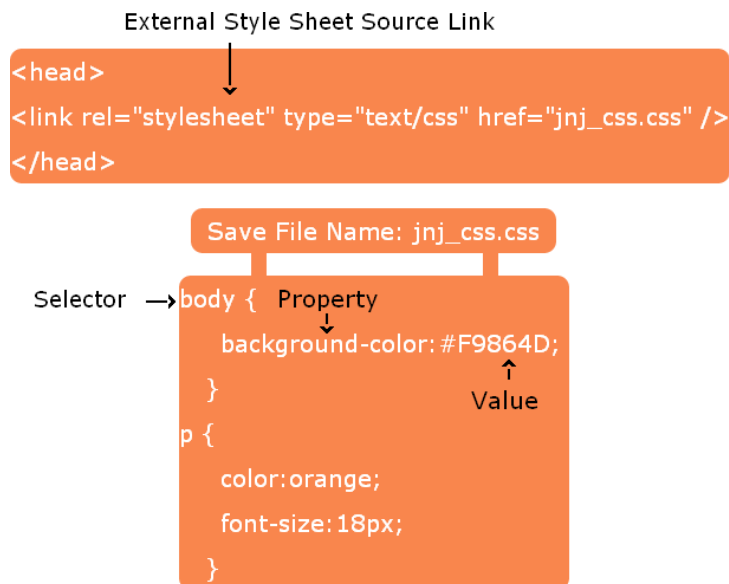 External Style Sheet Source Link
<head>
<link rel="stylesheet" type="text/css" href="jnj_css.css" />
</head>
Save File Name: jnj_css.css
Selector body { Property
background-color:#F9864D;
}
Value
p {
color:orange;
font-size:18px;
}